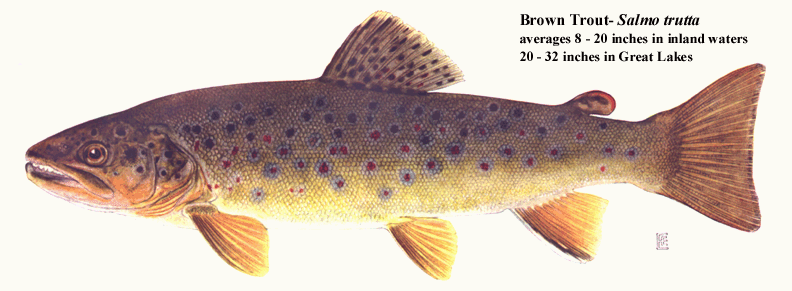 Brown Trout- Salmo trutta
averages 8 - 20 inches in inland waters
20 - 32 inches in Great Lakes